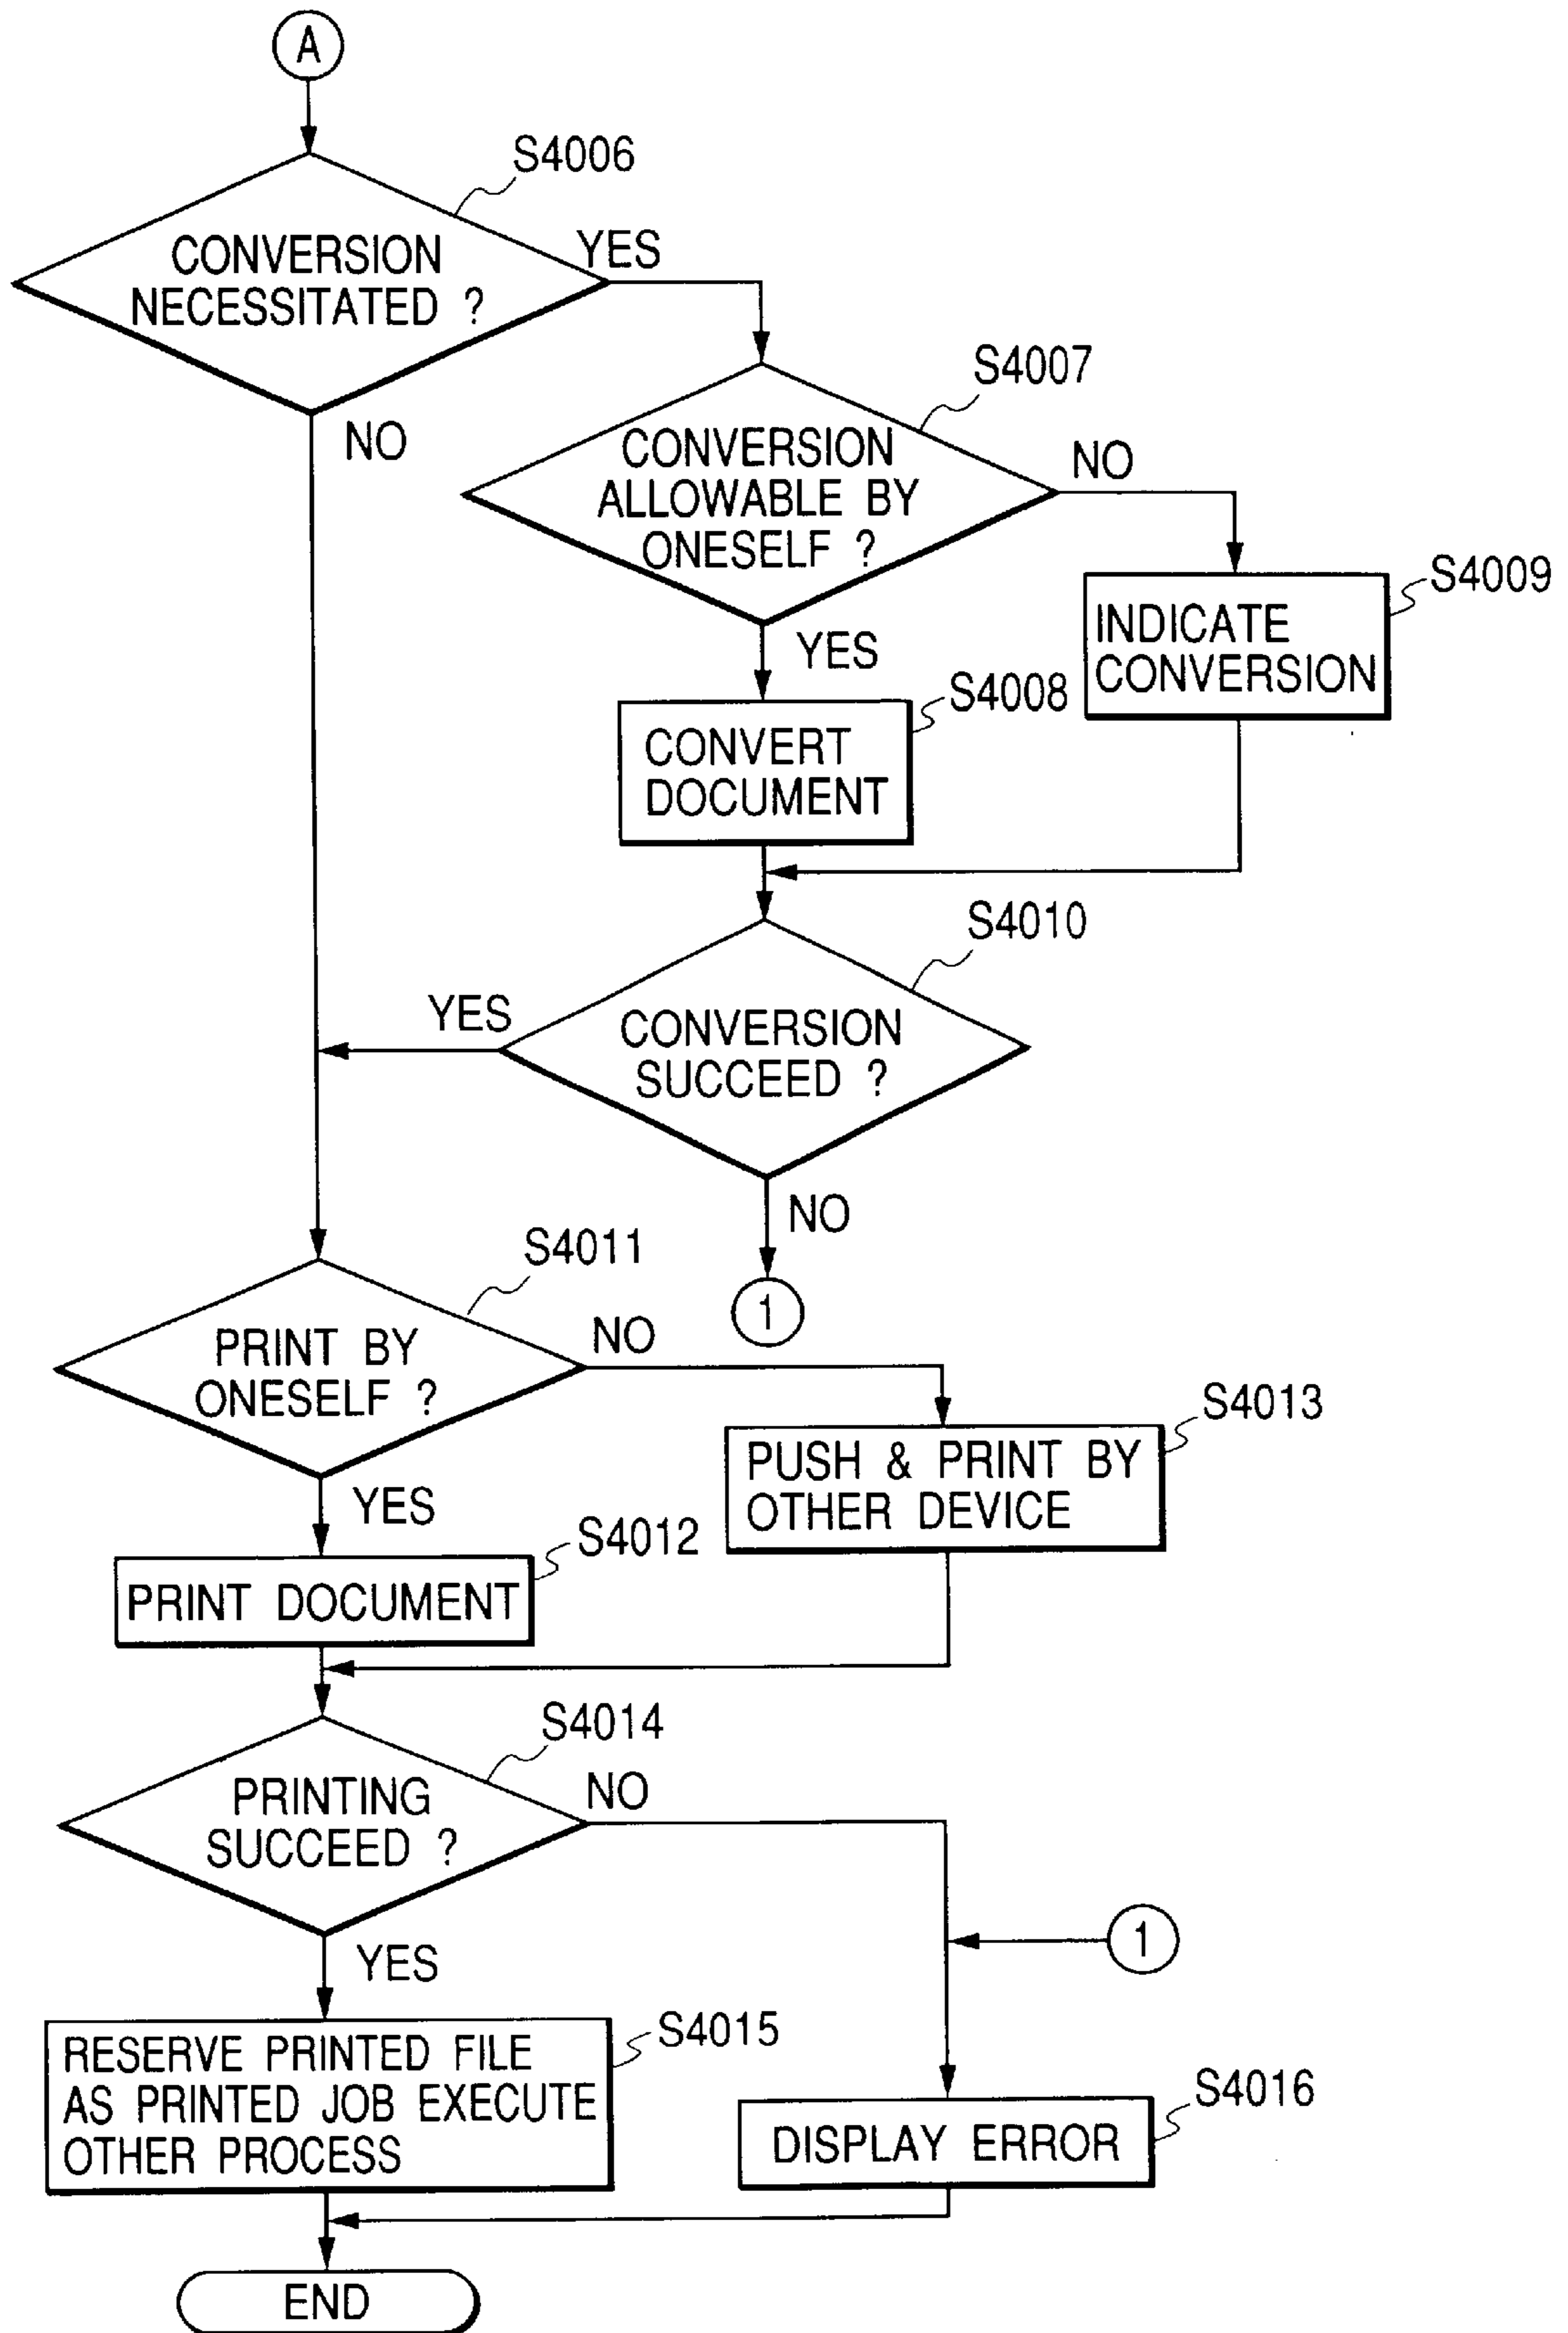 A
S4006
CONVERSION
NECESSITATED ?
YES
NO
S4007
CONVERSION
ALLOWABLE BY
ONESELF ?
NO
YES
S4009
INDICATE
CONVERSION
S4008
CONVERT
DOCUMENT
S4010
CONVERSION
SUCCEED ?
YES
NO
1
S4011
PRINT BY
ONESELF ?
NO
YES
S4013
PUSH & PRINT BY
OTHER DEVICE
S4012
PRINT DOCUMENT
S4014
PRINTING
SUCCEED ?
NO
YES
1
S4015
RESERVE PRINTED FILE
AS PRINTED JOB EXECUTE
OTHER PROCESS
S4016
DISPLAY ERROR
END